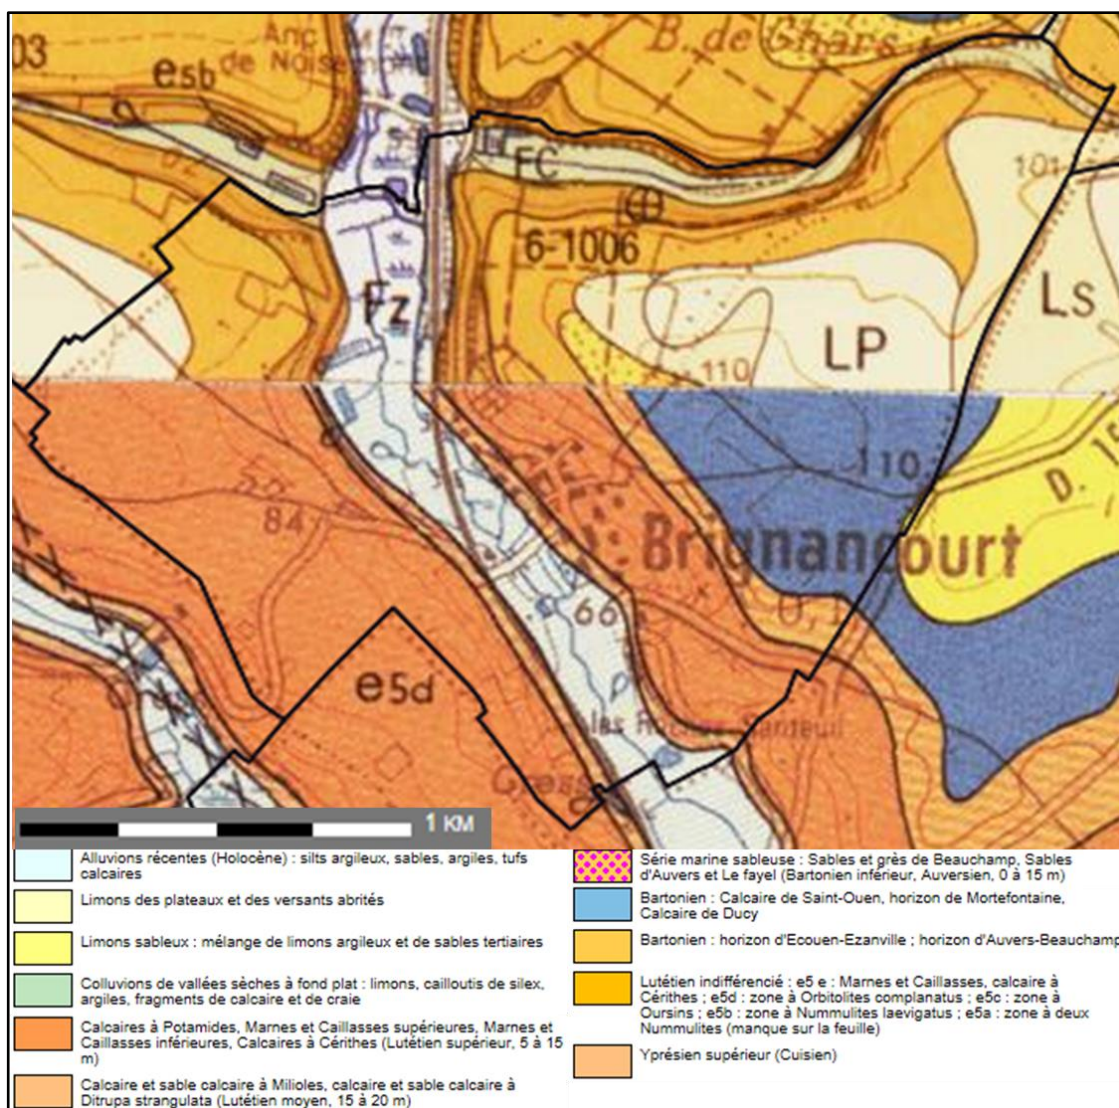 Anc
M
T
B. de Chars
03
e5b
de Noisemont
FC
101
6-1006
Fz
LP
LS
110
110
84
D.
Brignancourt
66
e5d
1 KM
Alluvions récentes (Holocène) : silts argileux, sables, argiles, tufs
calcaires
Limons des plateaux et des versants abrités
Limons sableux : mélange de limons argileux et de sables tertiaires
Colluvions de vallées sèches à fond plat : limons, cailloutis de silex,
argiles, fragments de calcaire et de craie
Calcaires à Potamides, Marnes et Caillasses supérieures, Marnes et
Caillasses inférieures, Calcaires à Cérithes (Lutétien supérieur, 5 à 15
m)
Calcaire et sable calcaire à Milioles, calcaire et sable calcaire à
Ditrupa strangulata (Lutétien moyen, 15 à 20 m)
Série marine sableuse : Sables et grès de Beauchamp, Sables
d'Auvers et Le fayel (Bartonien inférieur, Auversien, 0 à 15 m)
Bartonien : Calcaire de Saint-Ouen, horizon de Mortefontaine,
Calcaire de Ducy
Bartonien : horizon d'Ecouen-Ezanville ; horizon d'Auvers-Beauchamp
Lutétien indifférencié : e5 e : Marnes et Caillasses, calcaire à
Cérithes ; e5d : zone à Orbitolites complanatus ; e5c : zone à
Oursins ; e5b : zone à Nummulites laevigatus ; e5a : zone à deux
Nummulites (manque sur la feuille)
Yprésien supérieur (Cuisien)